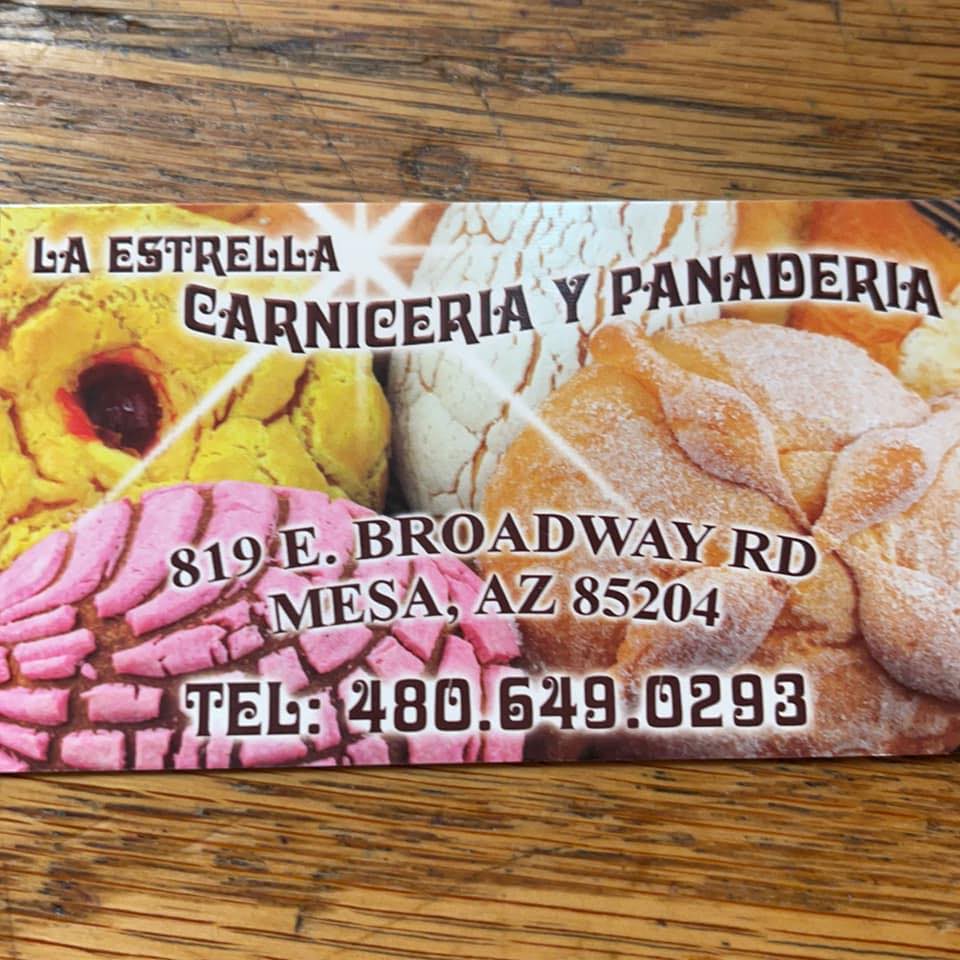 LA ESTRELLA
CARNICERIA Y PANADERIA
819 E. BROADWAY RD
MESA, AZ 85204
TEL: 480.649.0293